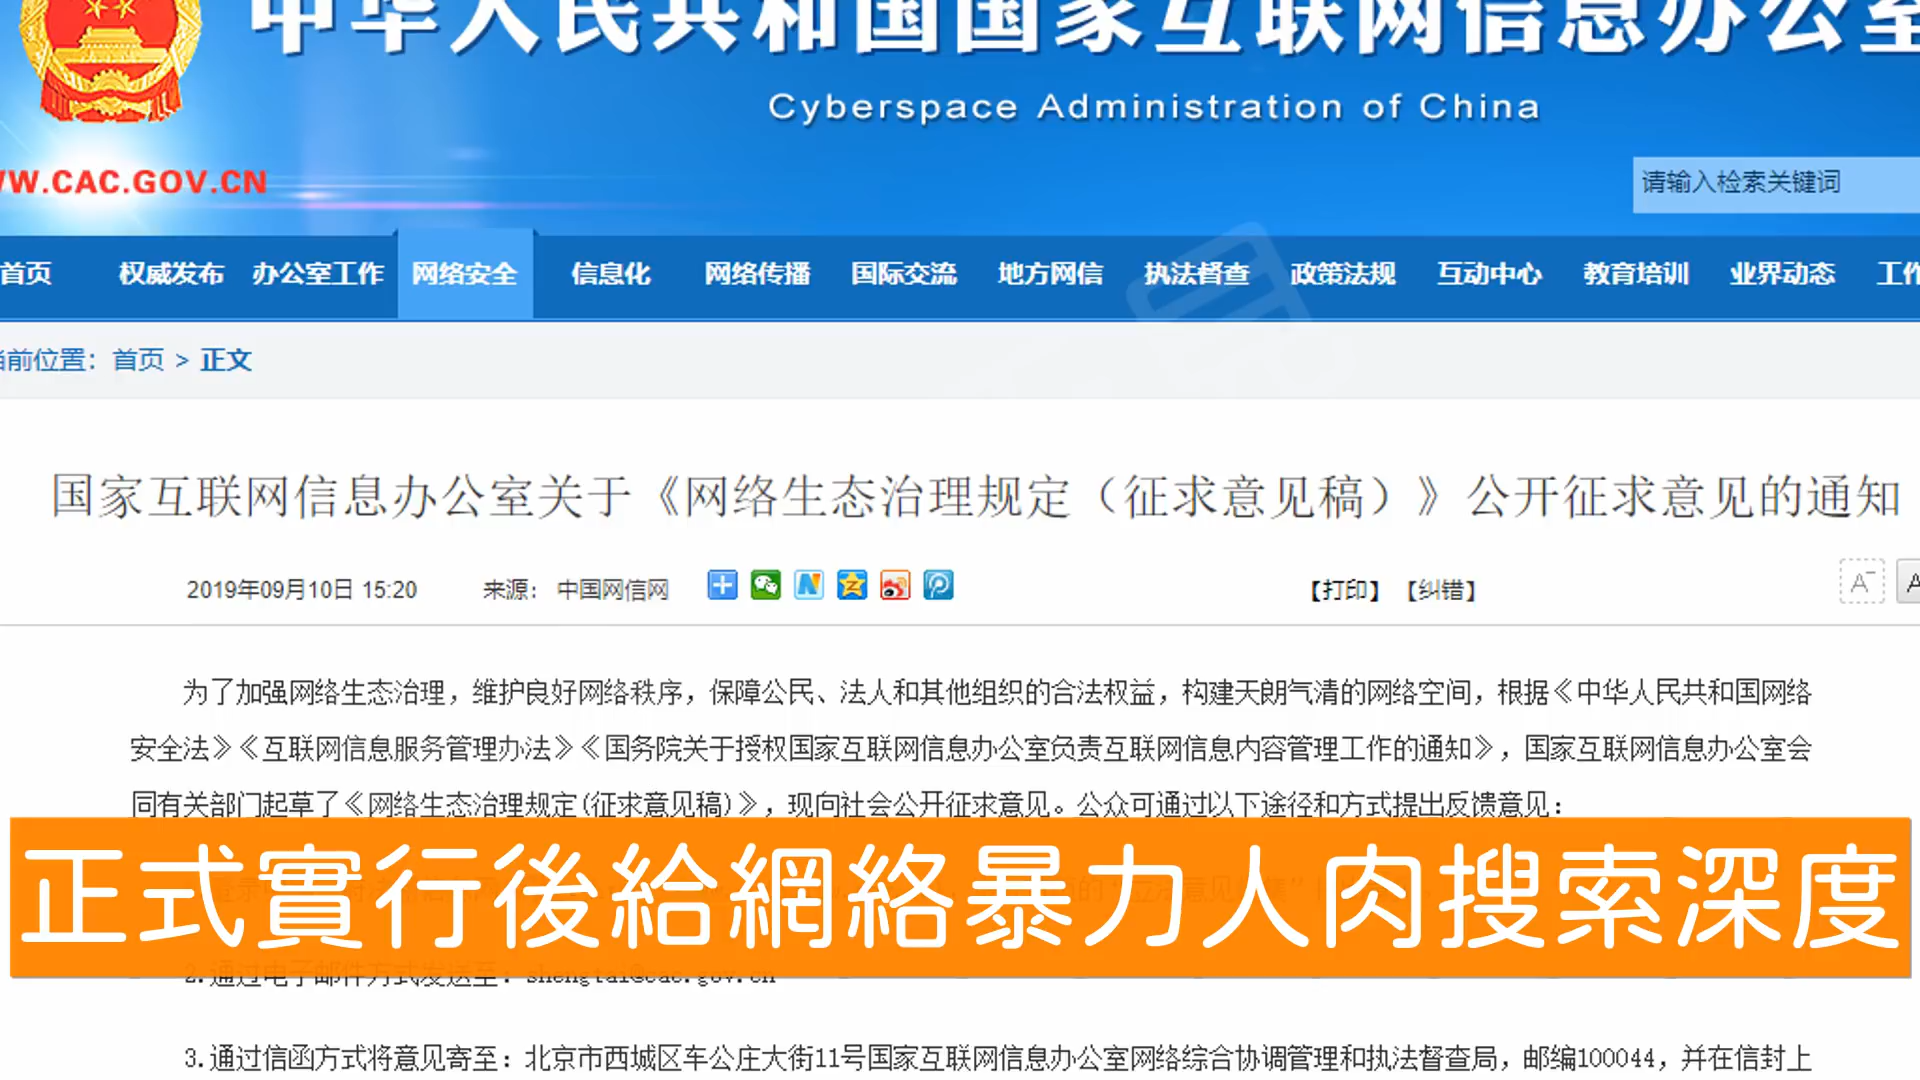 中华人民共和国国家互联网信息办公室
Cyberspace Administration of China
WW.CAC.GOV.CN
请输入检索关键词
首页 权威发布 办公室工作 网络安全 信息化 网络传播 国际交流 地方网信 执法督查 政策法规 互动中心 教育培训 业界动态 工作
当前位置：首页 > 正文
国家互联网信息办公室关于《网络生态治理规定（征求意见稿）》公开征求意见的通知
2019年09月10日 15:20 来源： 中国网信网 【打印】 【纠错】 A- A
为了加强网络生态治理，维护良好网络秩序，保障公民、法人和其他组织的合法权益，构建天朗气清的网络空间，根据《中华人民共和国网络
安全法》《互联网信息服务管理办法》《国务院关于授权国家互联网信息办公室负责互联网信息内容管理工作的通知》，国家互联网信息办公室会
同有关部门起草了《网络生态治理规定(征求意见稿)》，现向社会公开征求意见。公众可通过以下途径和方式提出反馈意见：
正式實行後給網絡暴力人肉搜索深度
2.通过电子邮件方式发送至：shengtai@cac.gov.cn
3.通过信函方式将意见寄至：北京市西城区车公庄大街11号国家互联网信息办公室网络综合协调管理和执法督查局，邮编100044，并在信封上